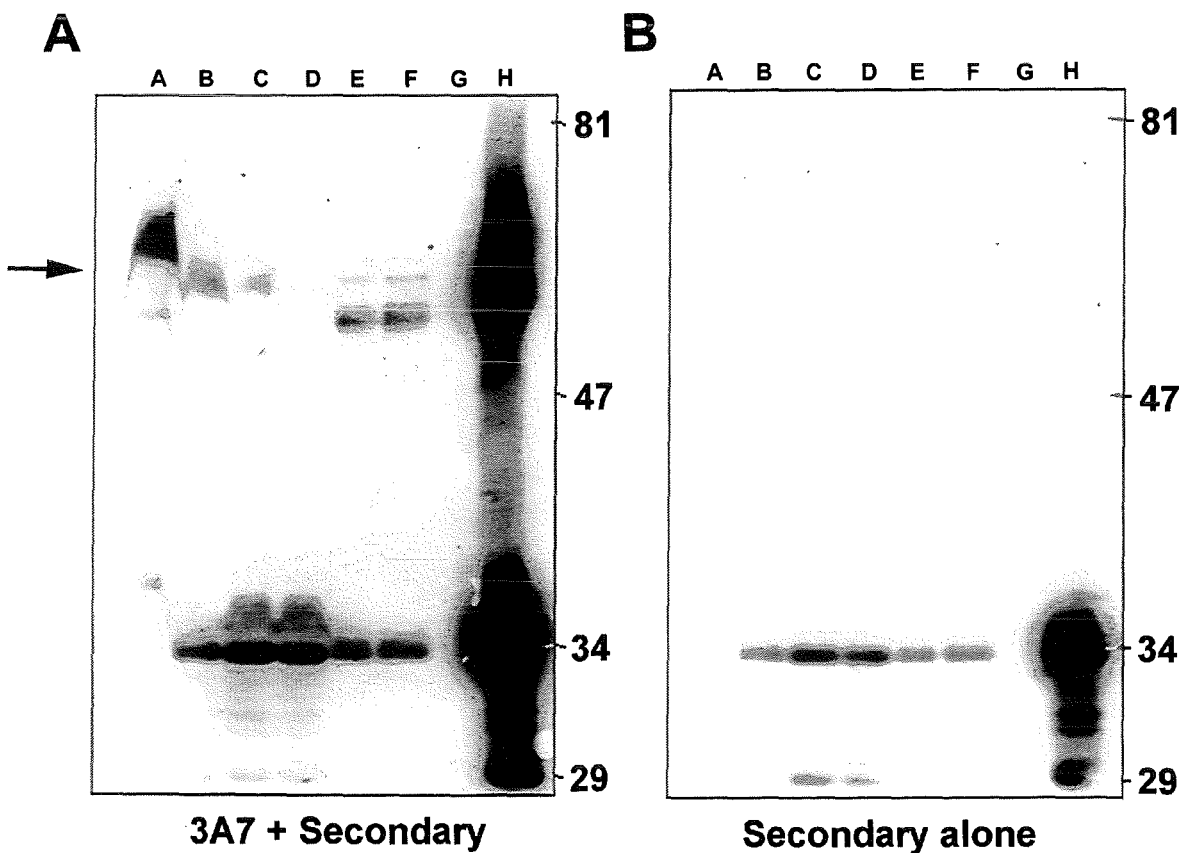 A
A B C D E F G H
81
47
34
29
3A7 + Secondary
B
A B C D E F G H
81
47
34
29
Secondary alone